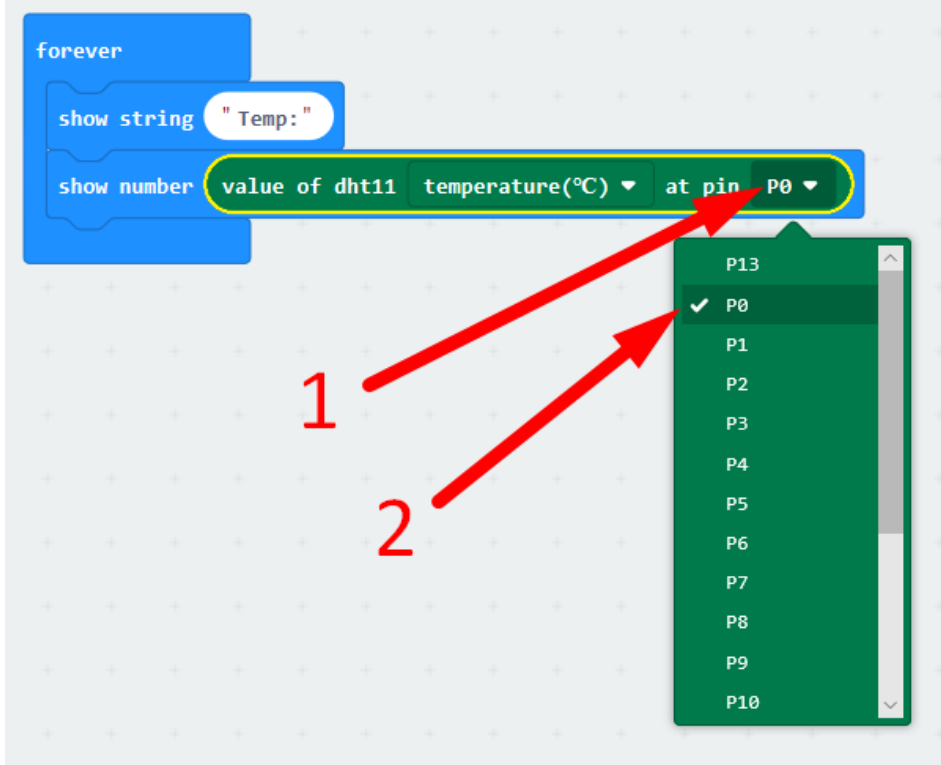 forever
show string "Temp:"
show number value of dht11 temperature(℃) at pin P0
P13
P0
P1
1
P2
P3
P4
2
P5
P6
P7
P8
P9
P10